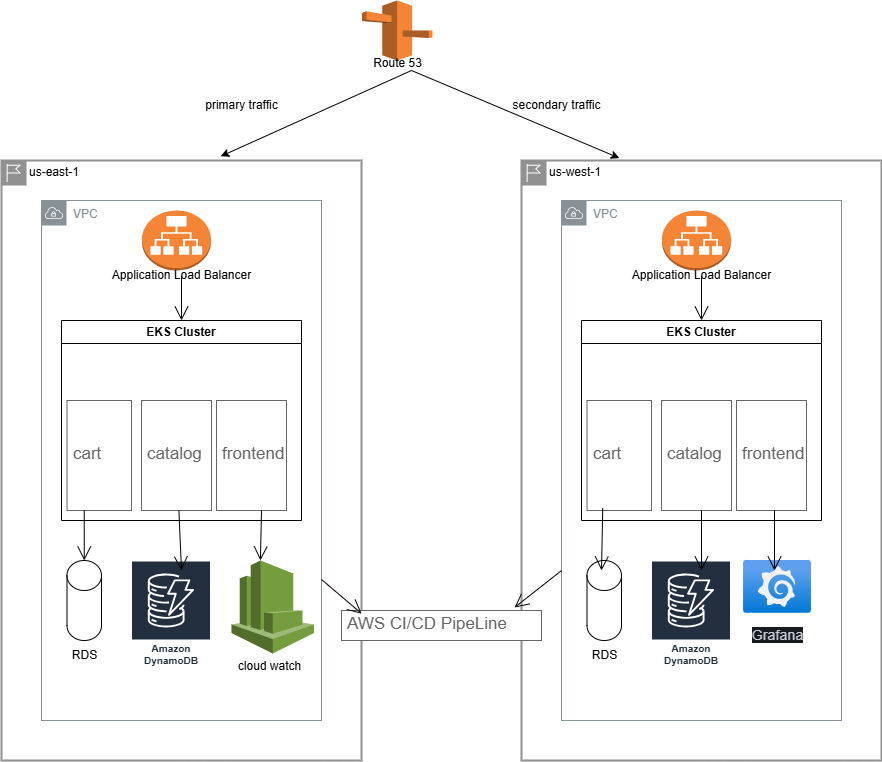 Route 53
primary traffic
secondary traffic
us-east-1
VPC
Application Load Balancer
EKS Cluster
cart
catalog
frontend
RDS
Amazon
DynamoDB
cloud watch
AWS CI/CD PipeLine
us-west-1
VPC
Application Load Balancer
EKS Cluster
cart
catalog
frontend
RDS
Amazon
DynamoDB
Grafana